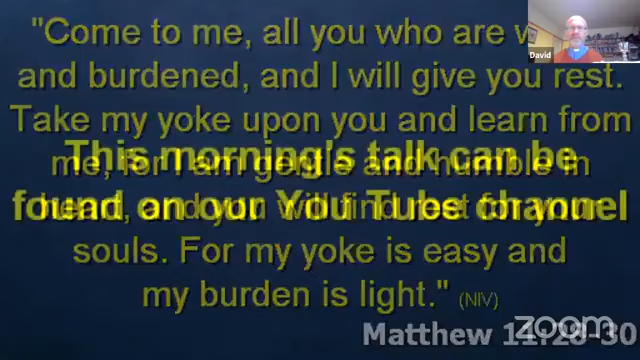 "Come to me, all you who are
David
and burdened, and I will give you rest.
Take my yoke upon you and learn from
me, for I am gentle and humble in
heart, and you will find rest for your
souls. For my yoke is easy and
my burden is light." (NIV)
This morning's talk can be
found on our You Tube channel
zoom
Matthew 11:28-30